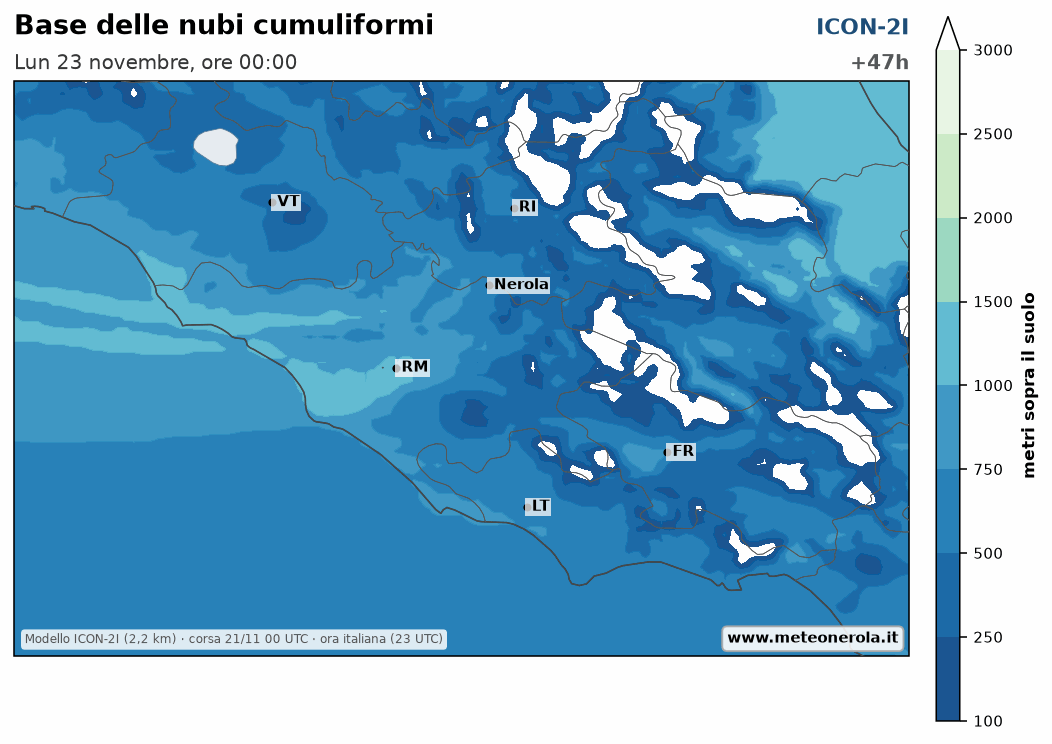 Base delle nubi cumuliformi
ICON-2I
Lun 23 novembre, ore 00:00
+47h
VT
RI
Nerola
RM
FR
LT
3000
2500
2000
1500
1000
750
500
250
100
metri sopra il suolo
Modello ICON-2I (2,2 km) · corsa 21/11 00 UTC · ora italiana (23 UTC)
www.meteonerola.it